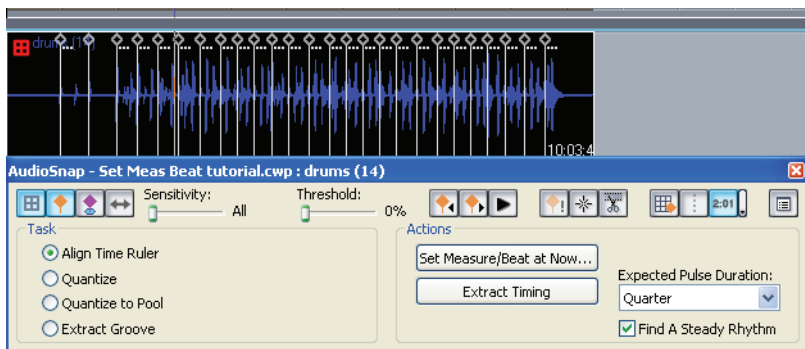 drums (14)
10:03:4
AudioSnap - Set Meas Beat tutorial.cwp : drums (14)
Sensitivity:
All
Threshold:
0%
2:01
Task
Align Time Ruler
Quantize
Quantize to Pool
Extract Groove
Actions
Set Measure/Beat at Now...
Extract Timing
Expected Pulse Duration:
Quarter
Find A Steady Rhythm